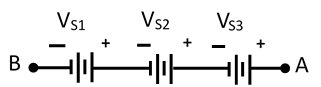 VS1 VS2 VS3
− + − + − +
B A